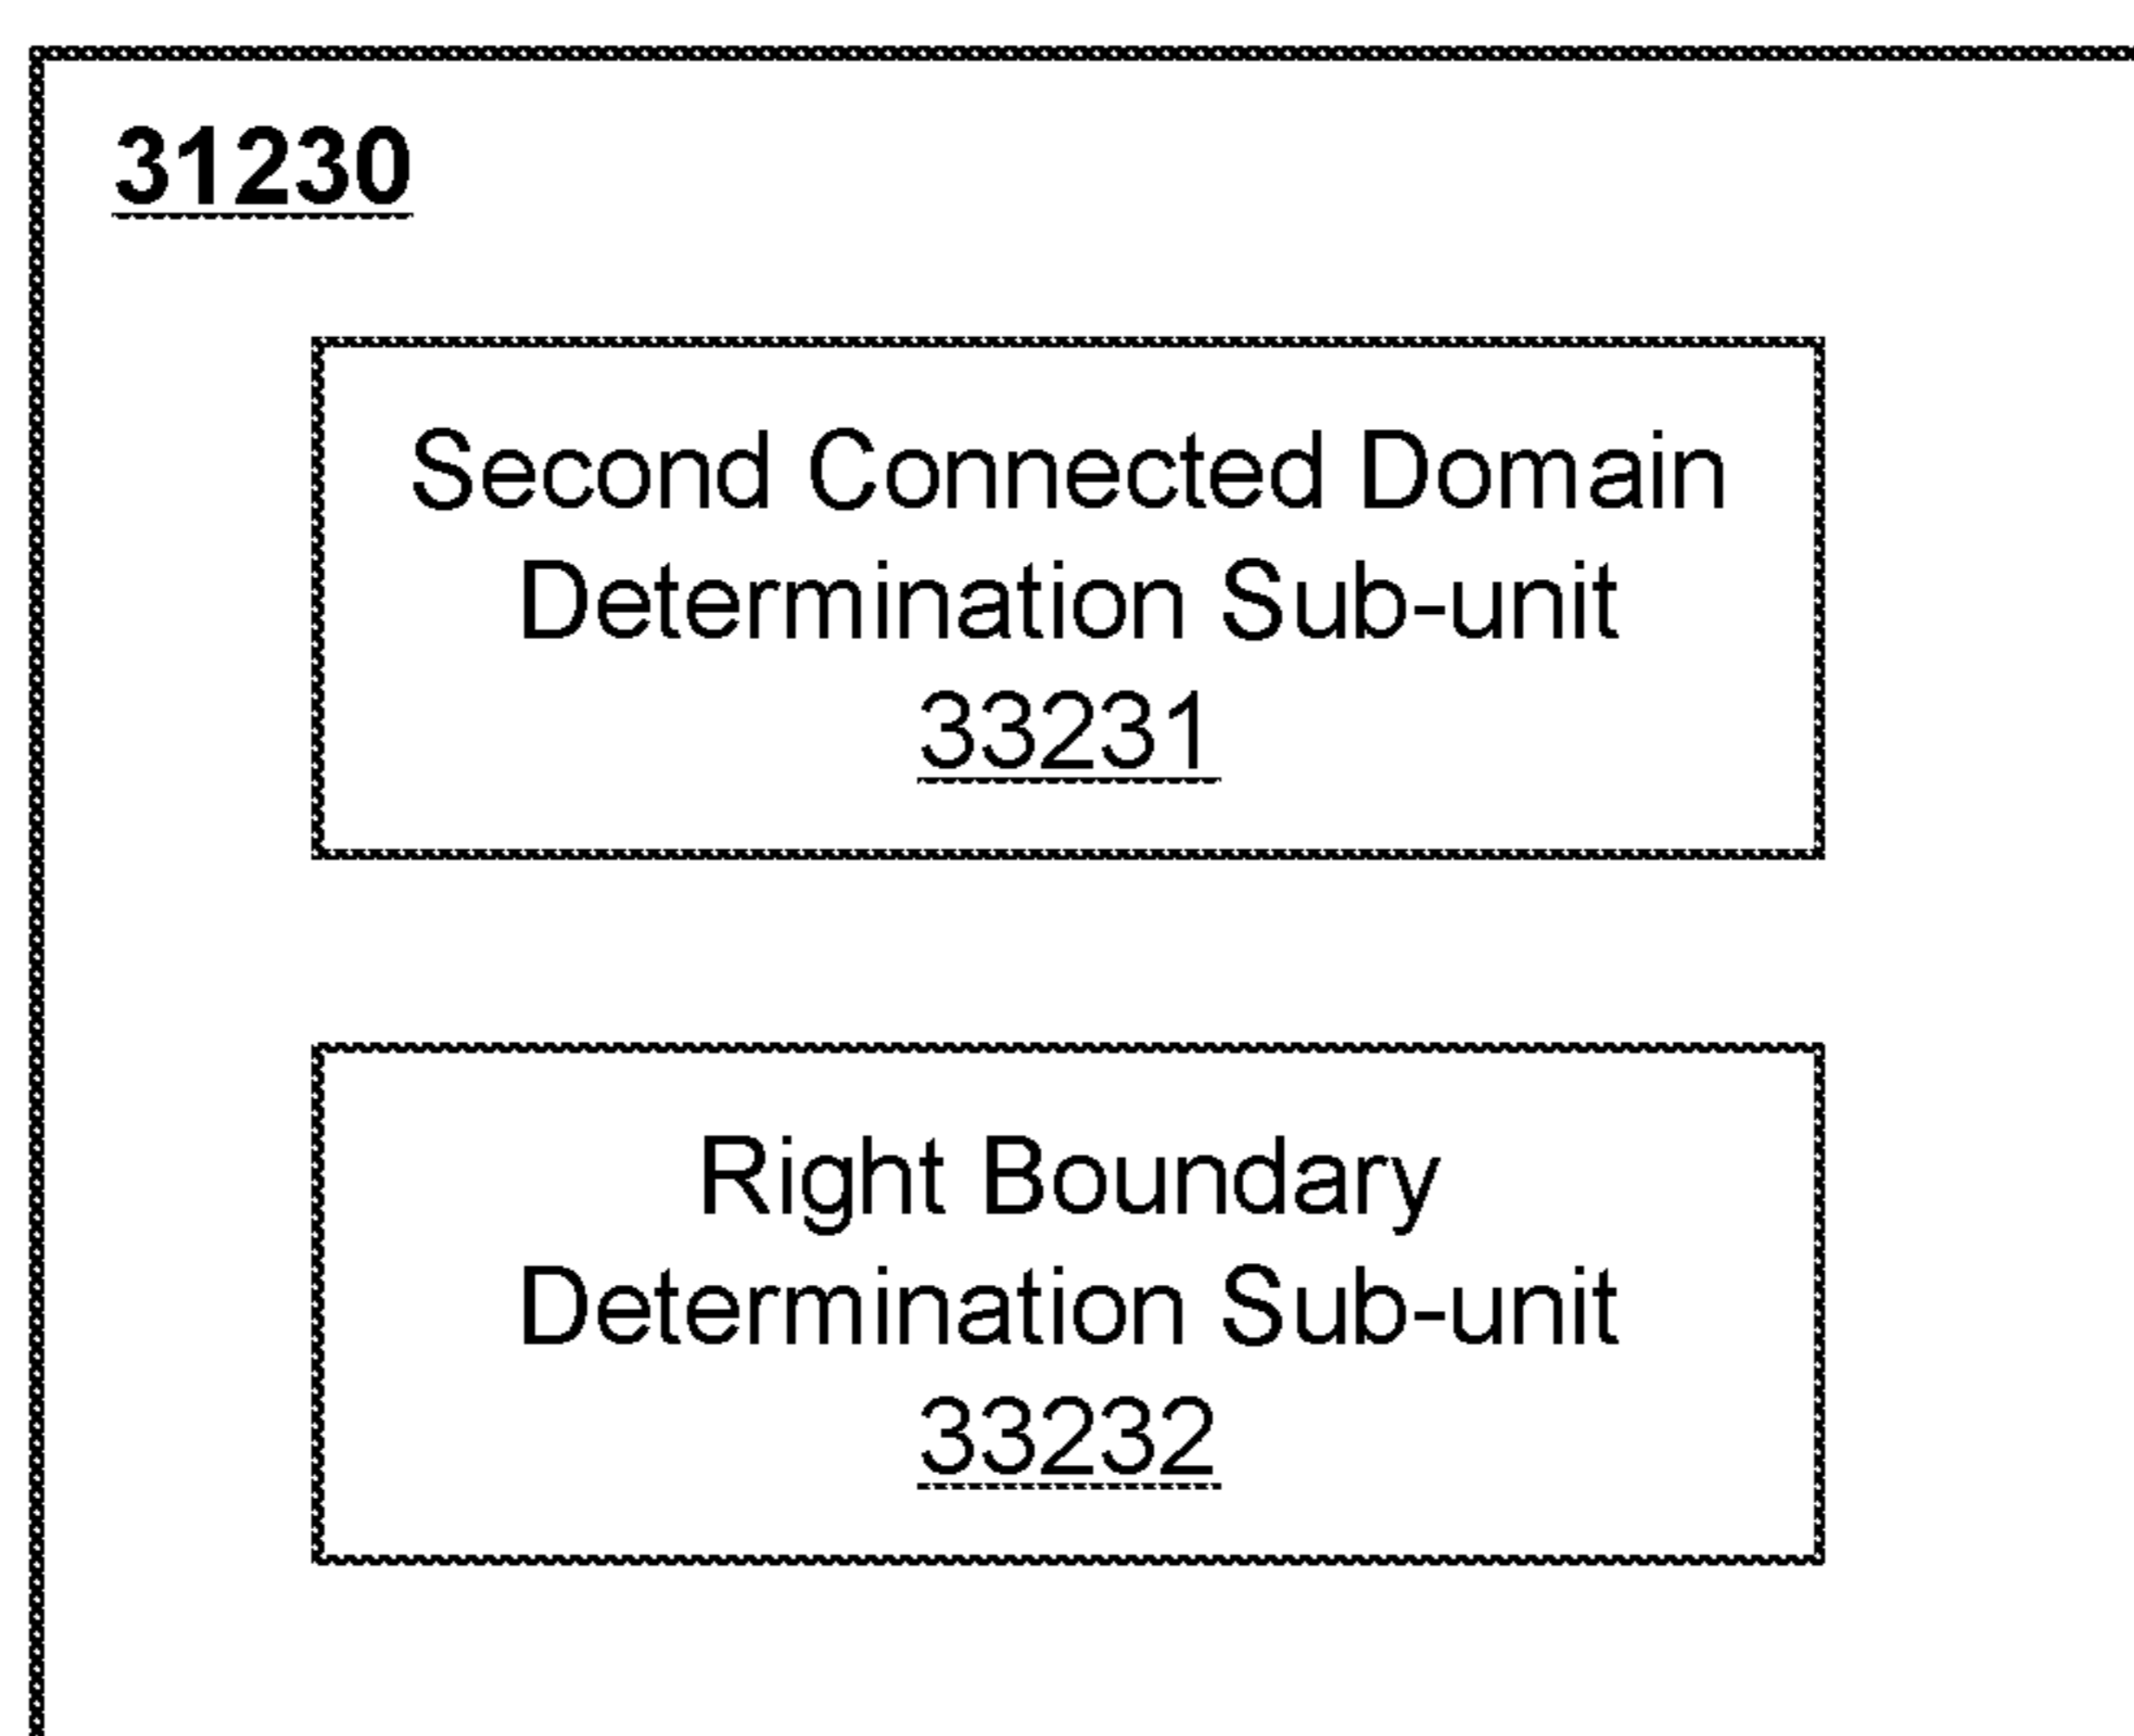 31230
Second Connected Domain
Determination Sub-unit
33231
Right Boundary
Determination Sub-unit
33232